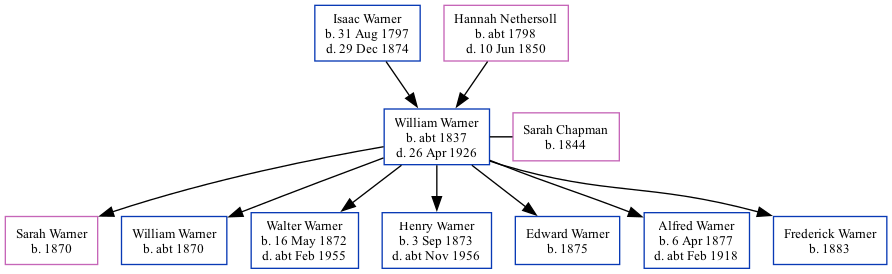 Isaac Warner
b. 31 Aug 1797
d. 29 Dec 1874
Hannah Nethersoll
b. abt 1798
d. 10 Jun 1850
William Warner
b. abt 1837
d. 26 Apr 1926
Sarah Chapman
b. 1844
Sarah Warner
b. 1870
William Warner
b. abt 1870
Walter Warner
b. 16 May 1872
d. abt Feb 1955
Henry Warner
b. 3 Sep 1873
d. abt Nov 1956
Edward Warner
b. 1875
Alfred Warner
b. 6 Apr 1877
d. abt Feb 1918
Frederick Warner
b. 1883